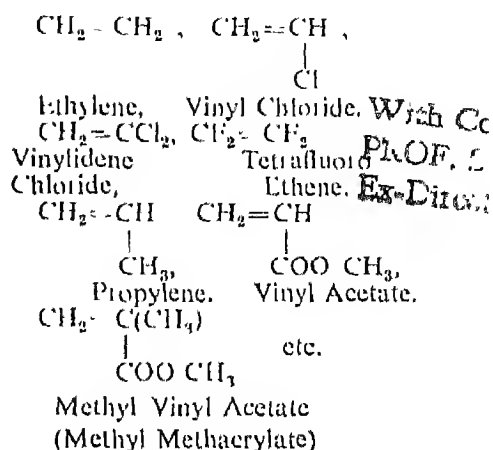 CH₂ - CH₂ , CH₂=CH ,
Cl
Ethylene, Vinyl Chloride. With
CH₂=CCl₂, CF₂=CF₂
Vinylidene Tetrafluoro PROF.
Chloride, Ethene. Ex-
CH₂=-CH CH₂=CH
CH₃, COO CH₃,
Propylene. Vinyl Acetate.
CH₂- C(CH₃)
etc.
COO CH₃
Methyl Vinyl Acetate
(Methyl Methacrylate)